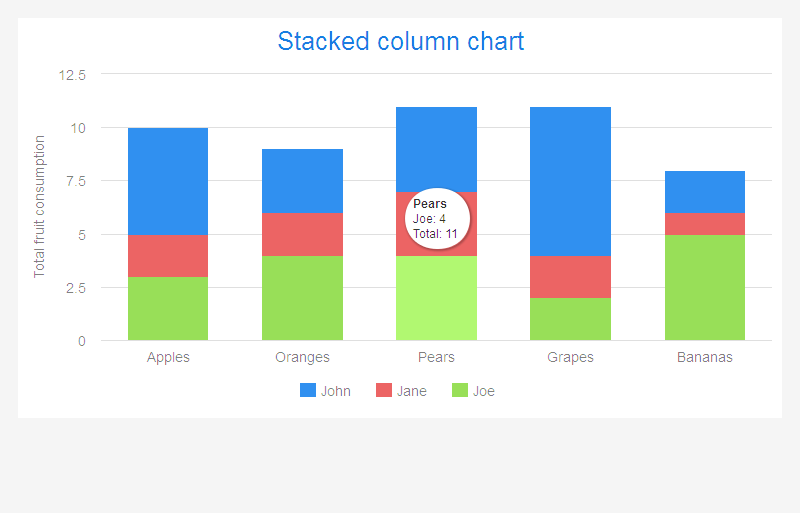 Stacked column chart
Total fruit consumption
12.5
10
7.5
5
2.5
0
Pears
Joe: 4
Total: 11
Apples
Oranges
Pears
Grapes
Bananas
John
Jane
Joe